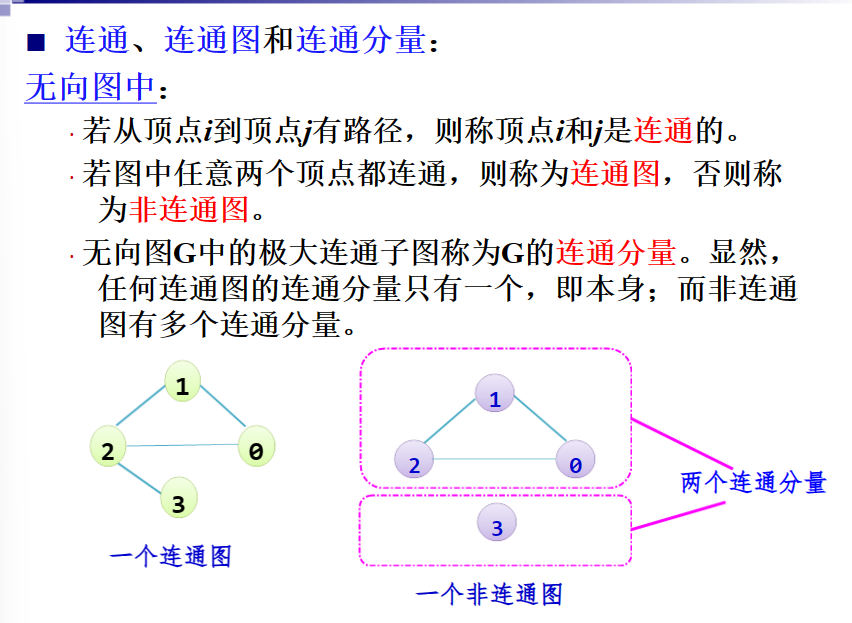 ■ 连通、连通图和连通分量：
无向图中：
· 若从顶点i到顶点j有路径，则称顶点i和j是连通的。
· 若图中任意两个顶点都连通，则称为连通图，否则称
为非连通图。
· 无向图G中的极大连通子图称为G的连通分量。显然，
任何连通图的连通分量只有一个，即本身；而非连通
图有多个连通分量。
1
2
0
3
一个连通图
1
2
0
3
两个连通分量
一个非连通图